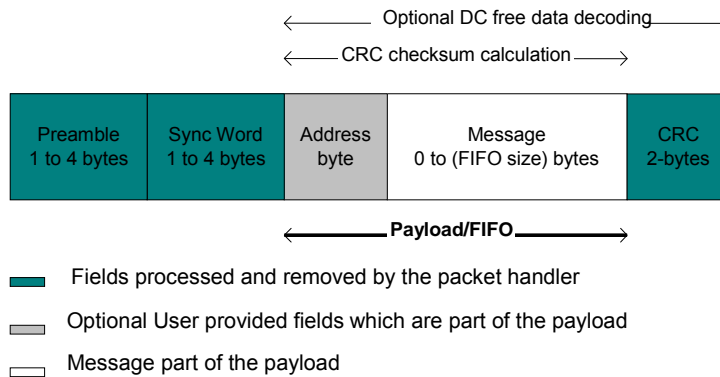 Optional DC free data decoding
CRC checksum calculation
Preamble
1 to 4 bytes
Sync Word
1 to 4 bytes
Address
byte
Message
0 to (FIFO size) bytes
CRC
2-bytes
Payload/FIFO
Fields processed and removed by the packet handler
Optional User provided fields which are part of the payload
Message part of the payload